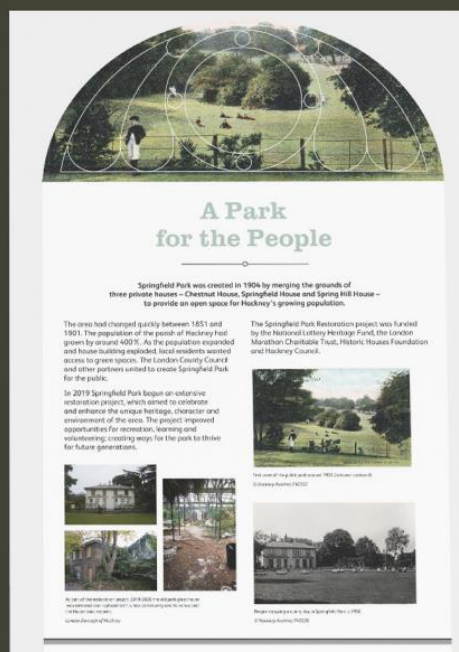 A Park
for the People
Springfield Park was created in 1904 by merging the grounds of
three private houses – Chestnut House, Springfield House and Spring Hill House –
to provide an open space for Hackney's growing population.
The area had changed quickly between 1851 and
1901. The population of the parish of Hackney had
grown by around 400%. As the population expanded
and house building exploded, local residents wanted
access to green spaces. The London County Council
and other partners united to create Springfield Park
for the public.
In 2019 Springfield Park began an extensive
restoration project, which aimed to celebrate
and enhance the unique heritage, character and
environment of the area. The project improved
opportunities for recreation, learning and
volunteering; creating ways for the park to thrive
for future generations.
London Borough of Hackney
The Springfield Park Restoration project was funded
by the National Lottery Heritage Fund, the London
Marathon Charitable Trust, Historic Houses Foundation
and Hackney Council.
© Hackney Archives
© Hackney Archives